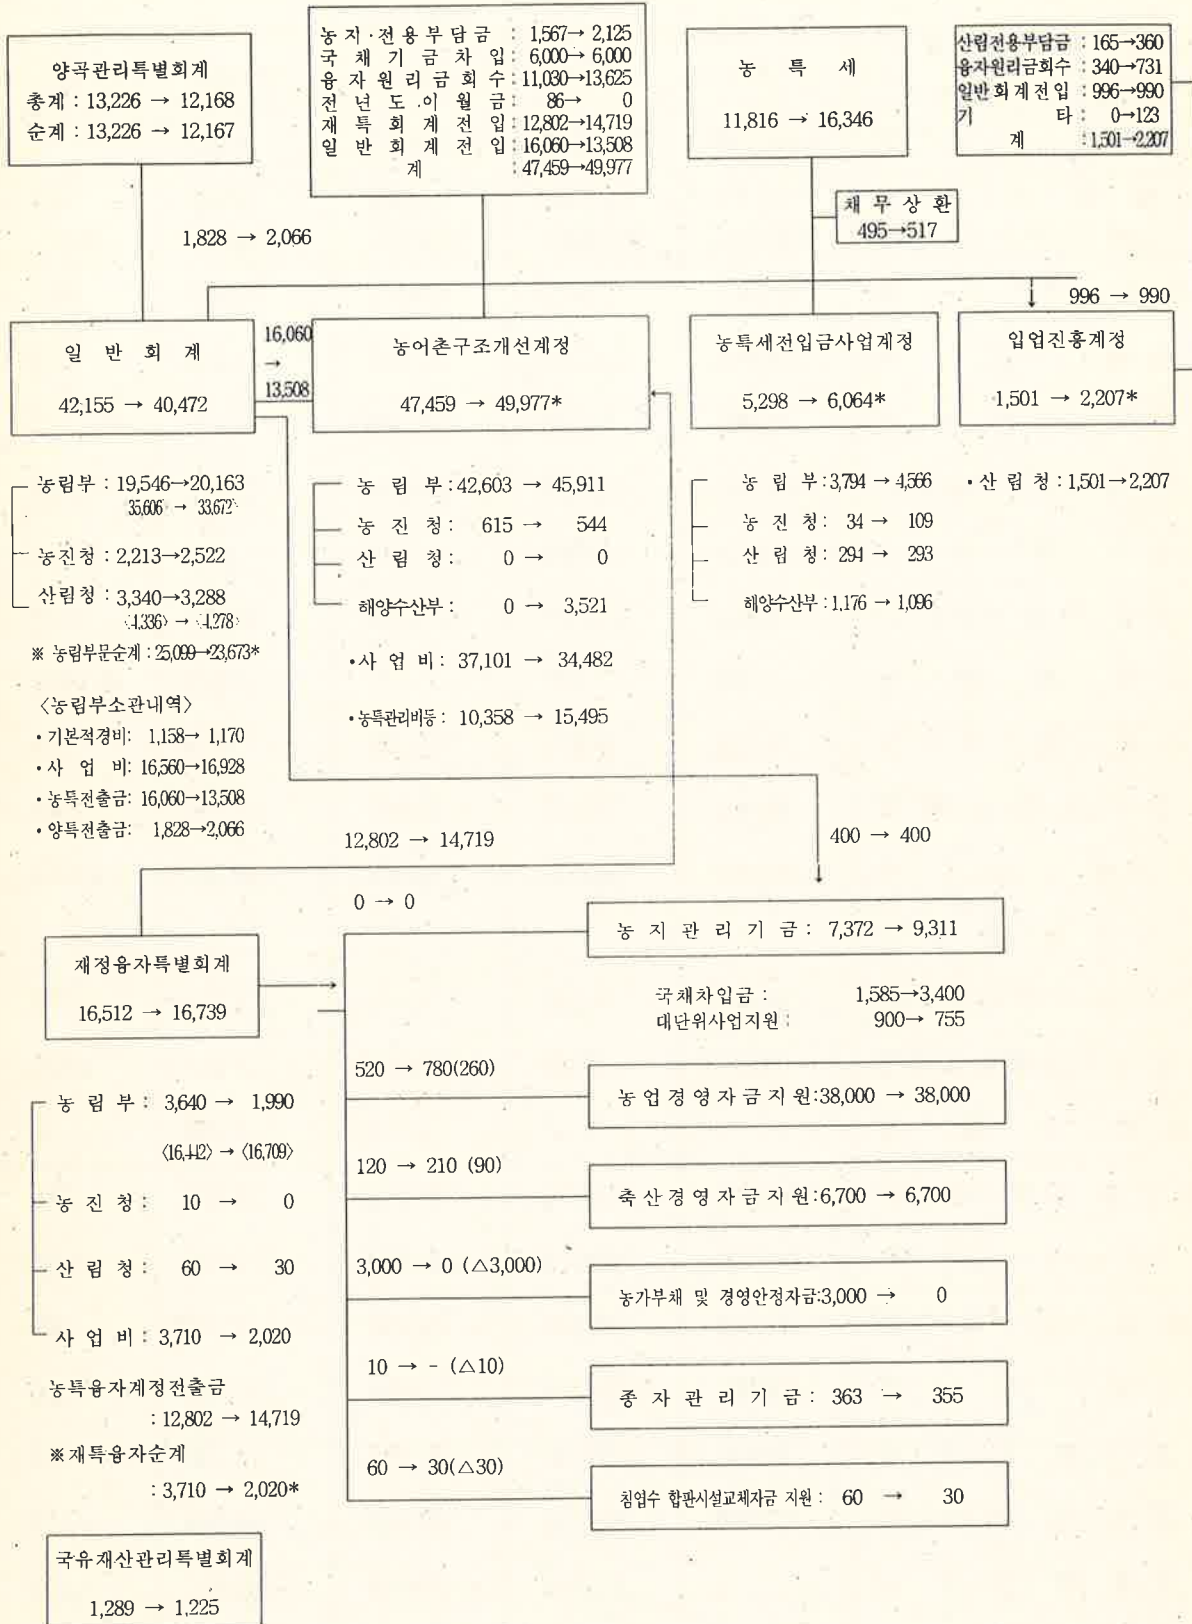 양곡관리특별회계
총계 : 13,226 → 12,168
순계 : 13,226 → 12,167
농지·전용부담금 : 1,567→ 2,125
국채기금차입 : 6,000→ 6,000
융자원리금회수 : 11,030→13,625
전년도이월금 : 86→ 0
재특회계전입 : 12,802→14,719
일반회계전입 : 16,060→13,508
계 : 47,459→49,977
농특세
11,816 → 16,346
산림전용부담금 : 165→360
융자원리금회수 : 340→731
일반회계전입 : 996→990
기타 : 0→123
계 : 1,501→2,207
채무상환
495→517
1,828 → 2,066
996 → 990
일반회계
42,155 → 40,472
16,060
→
13,508
농어촌구조개선계정
47,459 → 49,977*
농특세전입금사업계정
5,298 → 6,064*
입업진흥계정
1,501 → 2,207*
농림부 : 19,546→20,163
35,606 → 33,672
농진청 : 2,213→2,522
산림청 : 3,340→3,288
〈4,336〉 → 〈4,278〉
※ 농림부문순계 : 25,099→23,673*
〈농림부소관내역〉
• 기본적경비: 1,158→ 1,170
• 사업비: 16,560→16,928
• 농특전출금: 16,060→13,508
• 양특전출금: 1,828→2,066
농림부 : 42,603 → 45,911
농진청 : 615 → 544
산림청 : 0 → 0
해양수산부 : 0 → 3,521
• 사업비 : 37,101 → 34,482
• 농특관리비등 : 10,358 → 15,495
농림부 : 3,794 → 4,566
농진청 : 34 → 109
산림청 : 294 → 293
해양수산부 : 1,176 → 1,096
• 산림청 : 1,501→2,207
12,802 → 14,719
400 → 400
0 → 0
재정융자특별회계
16,512 → 16,739
농지관리기금 : 7,372 → 9,311
국채차입금 : 1,585→3,400
대단위사업지원 : 900→ 755
520 → 780(260)
농업경영자금지원:38,000 → 38,000
120 → 210 (90)
축산경영자금지원:6,700 → 6,700
3,000 → 0 (△3,000)
농가부채 및 경영안정자금:3,000 → 0
10 → - (△10)
종자관리기금 : 363 → 355
60 → 30(△30)
침엽수 합판시설교체자금 지원 : 60 → 30
농림부 : 3,640 → 1,990
〈16,442〉 → 〈16,709〉
농진청 : 10 → 0
산림청 : 60 → 30
사업비 : 3,710 → 2,020
농특융자계정전출금
: 12,802 → 14,719
※재특융자순계
: 3,710 → 2,020*
국유재산관리특별회계
1,289 → 1,225